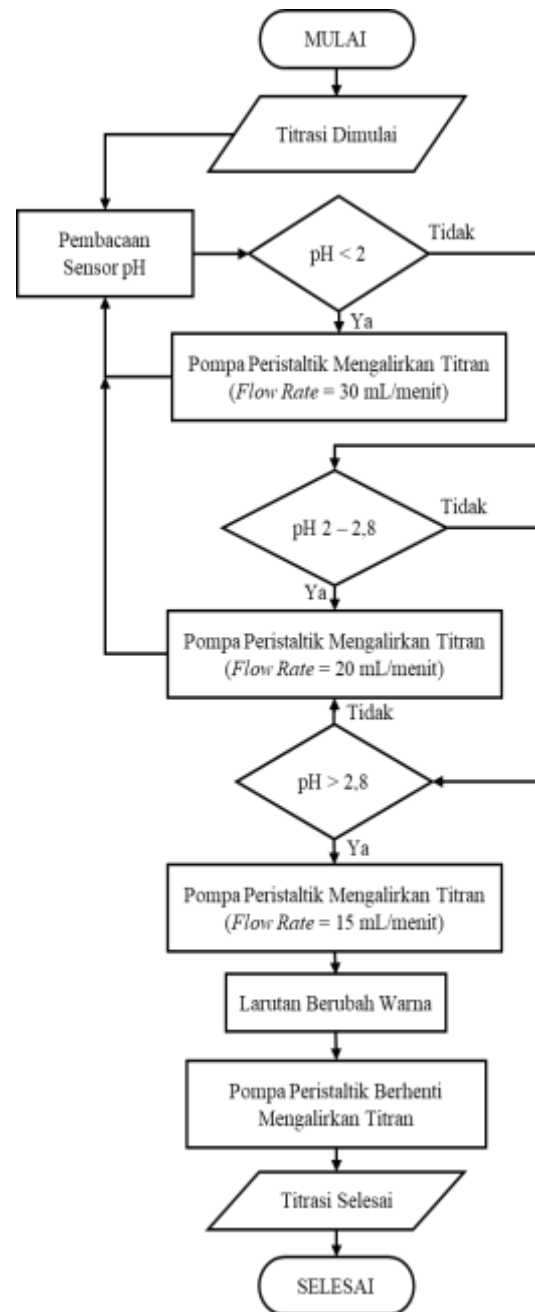 MULAI
Titrasi Dimulai
Pembacaan
Sensor pH
pH < 2
Tidak
Ya
Pompa Peristaltik Mengalirkan Titran
(Flow Rate = 30 mL/menit)
pH 2 – 2,8
Tidak
Ya
Pompa Peristaltik Mengalirkan Titran
(Flow Rate = 20 mL/menit)
Tidak
pH > 2,8
Ya
Pompa Peristaltik Mengalirkan Titran
(Flow Rate = 15 mL/menit)
Larutan Berubah Warna
Pompa Peristaltik Berhenti
Mengalirkan Titran
Titrasi Selesai
SELESAI